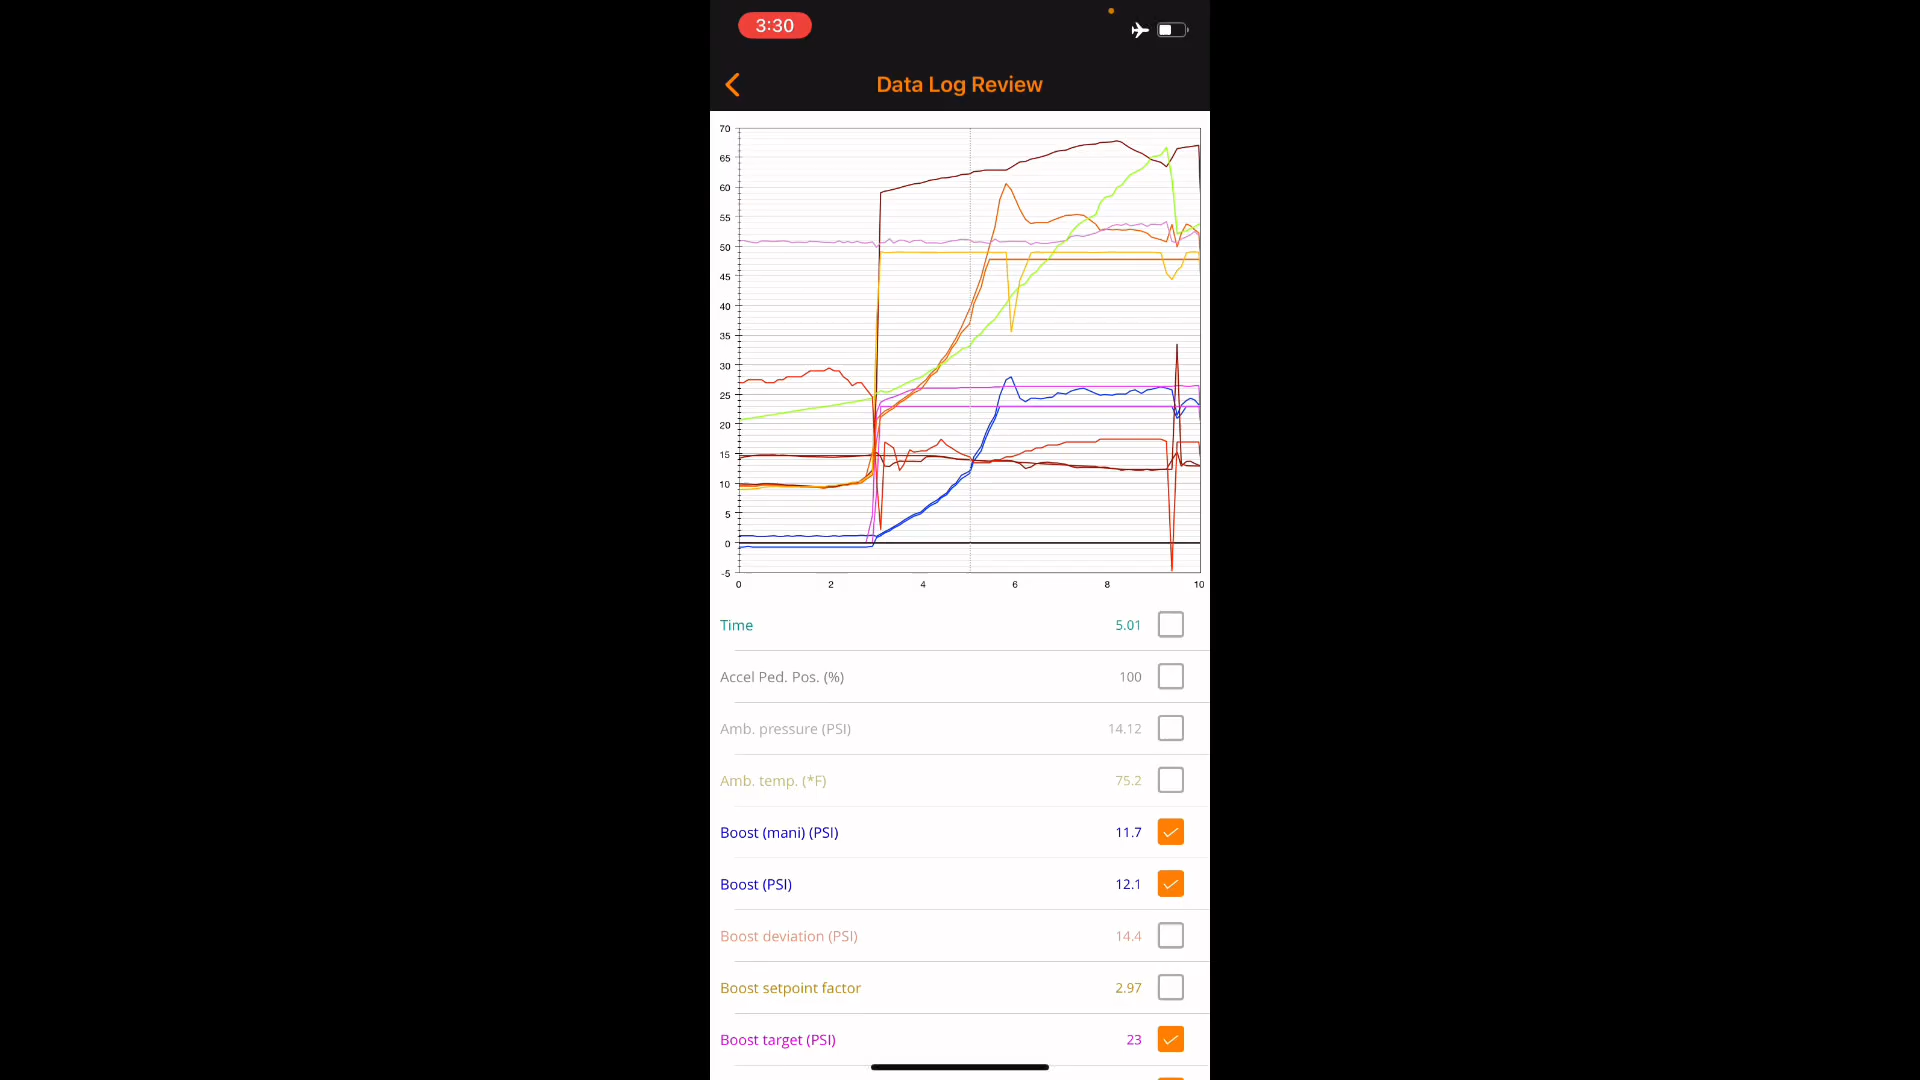 3:30
Data Log Review
70
65
60
55
50
45
40
35
30
25
20
15
10
5
0
-5
0 2 4 6 8 10
Time 5.01
Accel Ped. Pos. (%) 100
Amb. pressure (PSI) 14.12
Amb. temp. (*F) 75.2
Boost (mani) (PSI) 11.7
Boost (PSI) 12.1
Boost deviation (PSI) 14.4
Boost setpoint factor 2.97
Boost target (PSI) 23